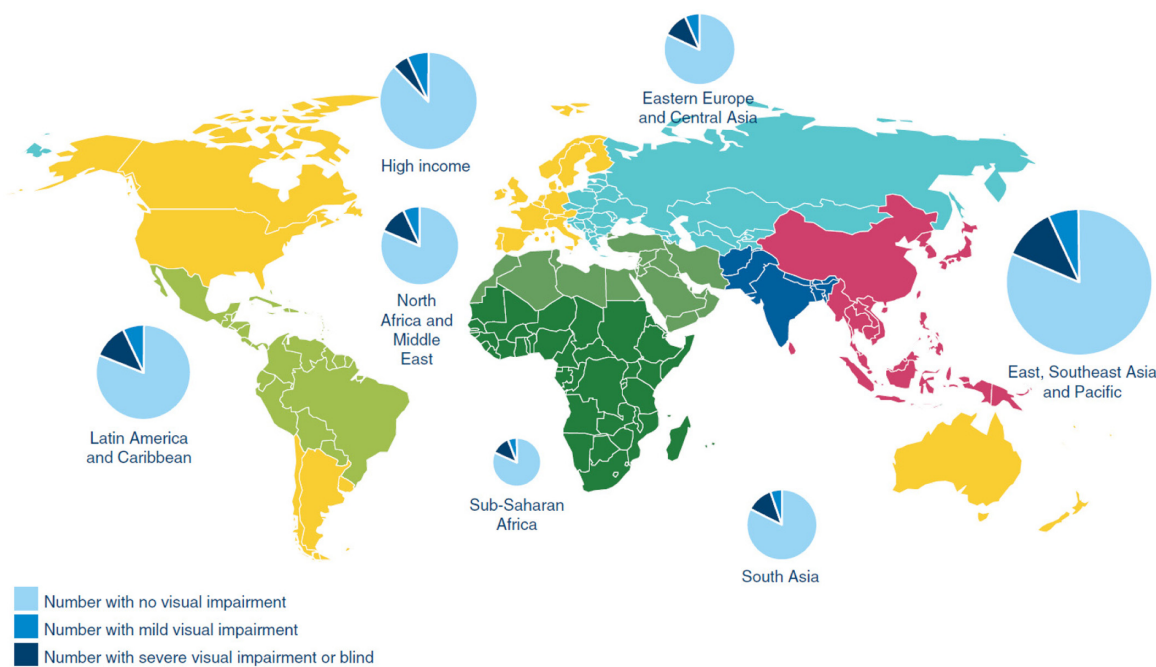 Eastern Europe
and Central Asia
High income
North
Africa and
Middle
East
East, Southeast Asia
and Pacific
Latin America
and Caribbean
Sub-Saharan
Africa
South Asia
Number with no visual impairment
Number with mild visual impairment
Number with severe visual impairment or blind